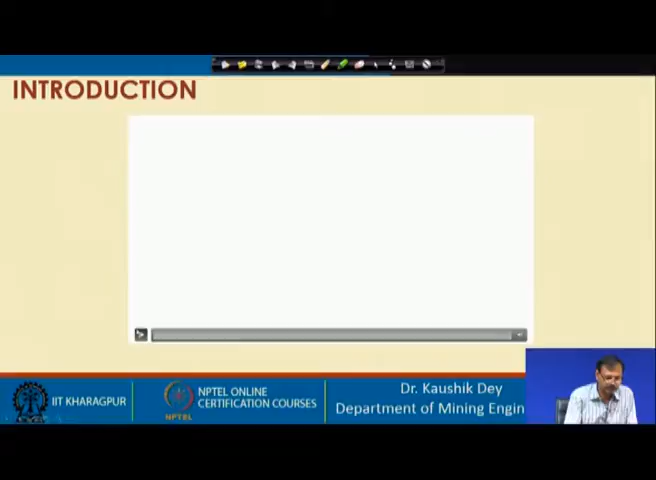 INTRODUCTION
IIT KHARAGPUR
NPTEL
NPTEL ONLINE
CERTIFICATION COURSES
Dr. Kaushik Dey
Department of Mining Engin